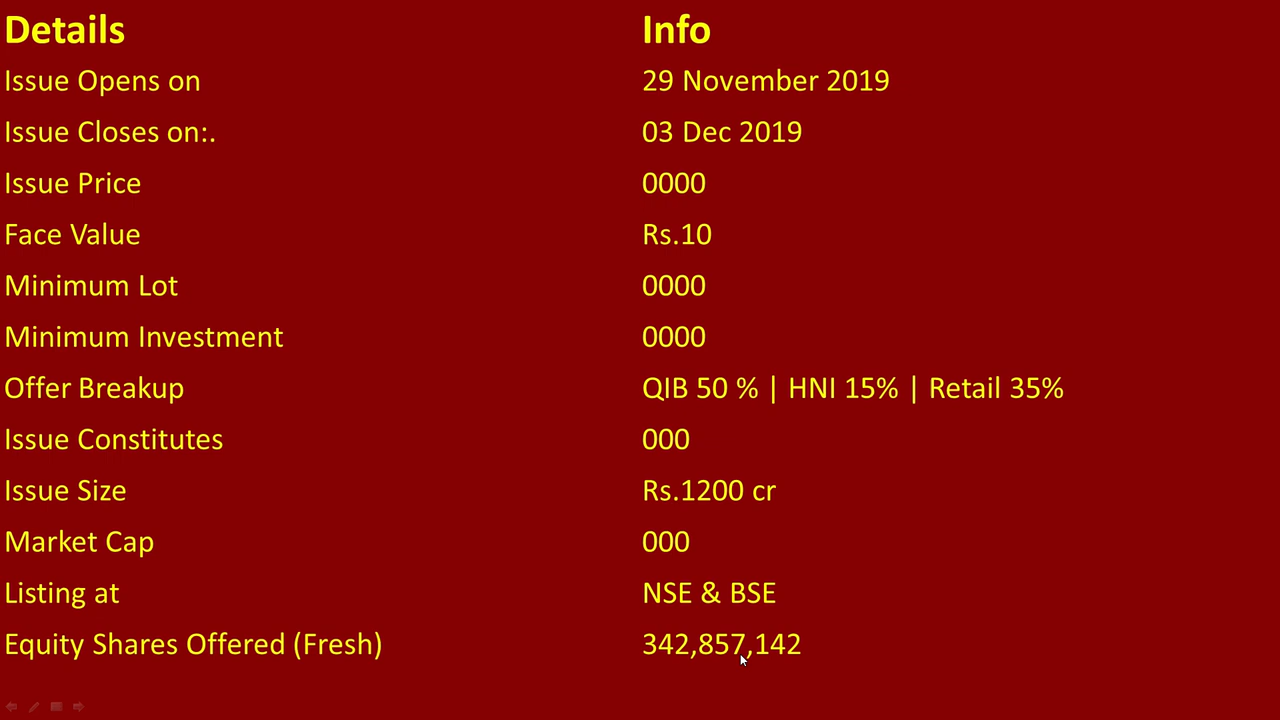 Details Info
Issue Opens on 29 November 2019
Issue Closes on:. 03 Dec 2019
Issue Price 0000
Face Value Rs.10
Minimum Lot 0000
Minimum Investment 0000
Offer Breakup QIB 50 % | HNI 15% | Retail 35%
Issue Constitutes 000
Issue Size Rs.1200 cr
Market Cap 000
Listing at NSE & BSE
Equity Shares Offered (Fresh) 342,857,142